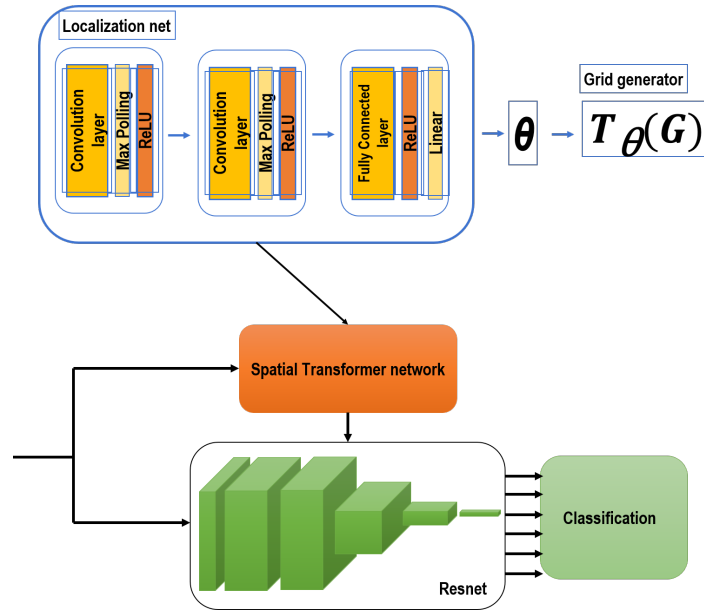 Localization net
Convolution
layer
Max Polling
ReLU
Convolution
layer
Max Polling
ReLU
Fully Connected
layer
ReLU
Linear
θ
Grid generator
T θ(G)
Spatial Transformer network
Resnet
Classification